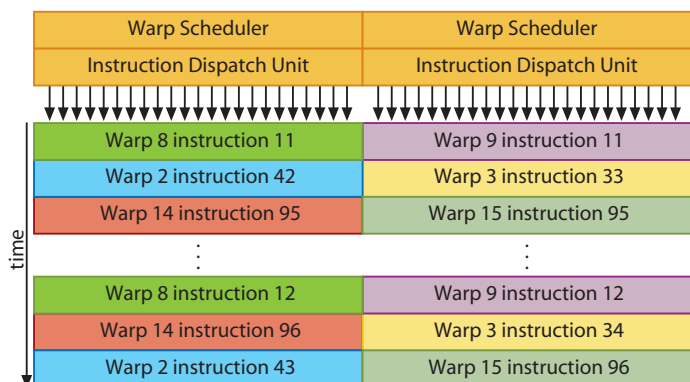 Warp Scheduler Warp Scheduler
Instruction Dispatch Unit Instruction Dispatch Unit
Warp 8 instruction 11 Warp 9 instruction 11
Warp 2 instruction 42 Warp 3 instruction 33
Warp 14 instruction 95 Warp 15 instruction 95
time
Warp 8 instruction 12 Warp 9 instruction 12
Warp 14 instruction 96 Warp 3 instruction 34
Warp 2 instruction 43 Warp 15 instruction 96